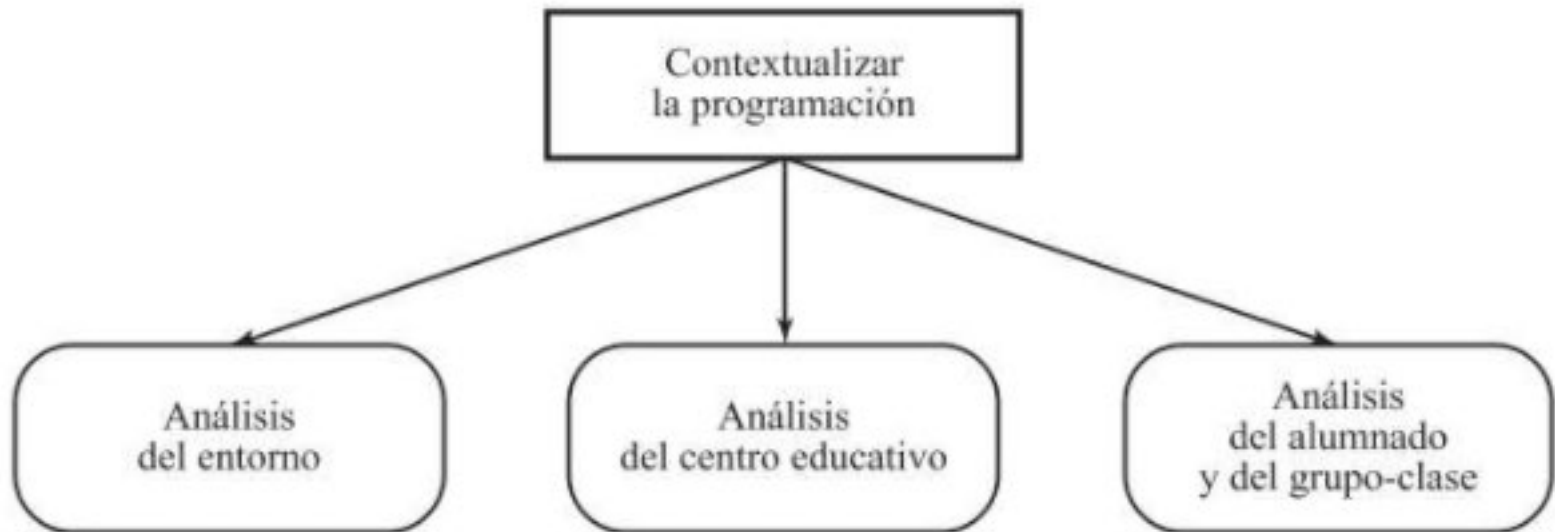 Contextualizar
la programación
Análisis
del entorno
Análisis
del centro educativo
Análisis
del alumnado
y del grupo-clase